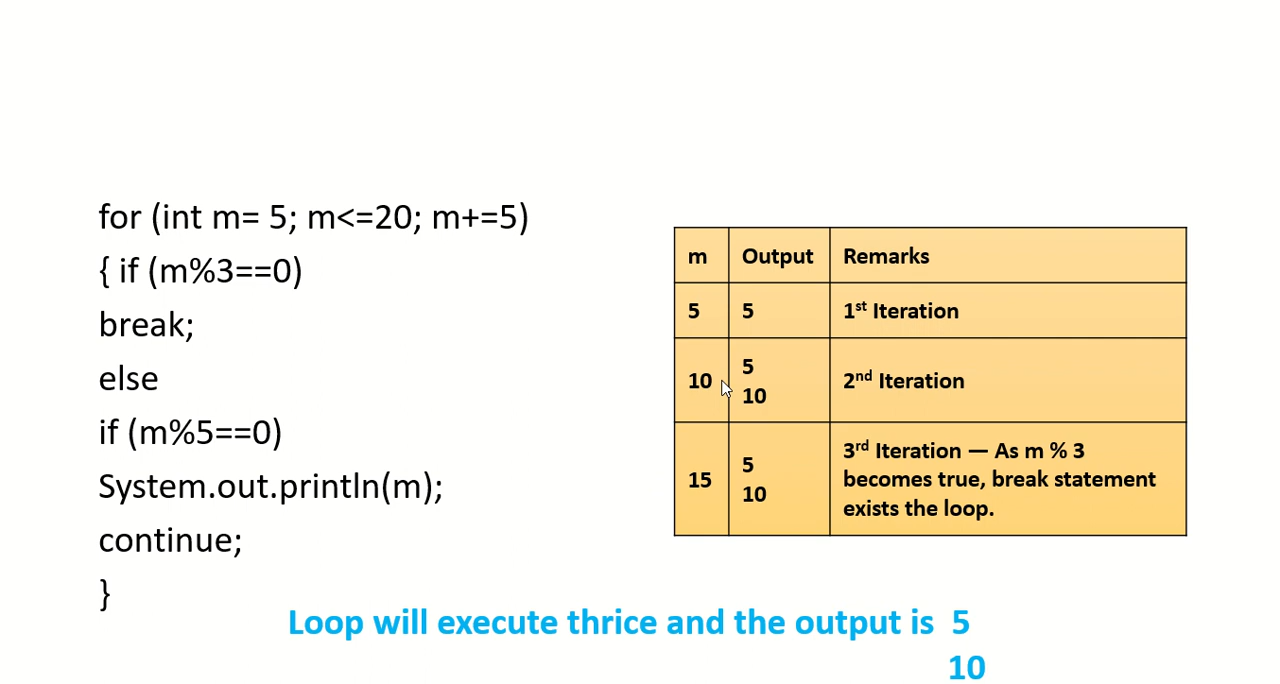 for (int m= 5; m<=20; m+=5)
{ if (m%3==0)
break;
else
if (m%5==0)
System.out.println(m);
continue;
}
m Output Remarks
5 5 1st Iteration
10 5 10 2nd Iteration
15 5 10 3rd Iteration — As m % 3
becomes true, break statement
exists the loop.
Loop will execute thrice and the output is 5
10